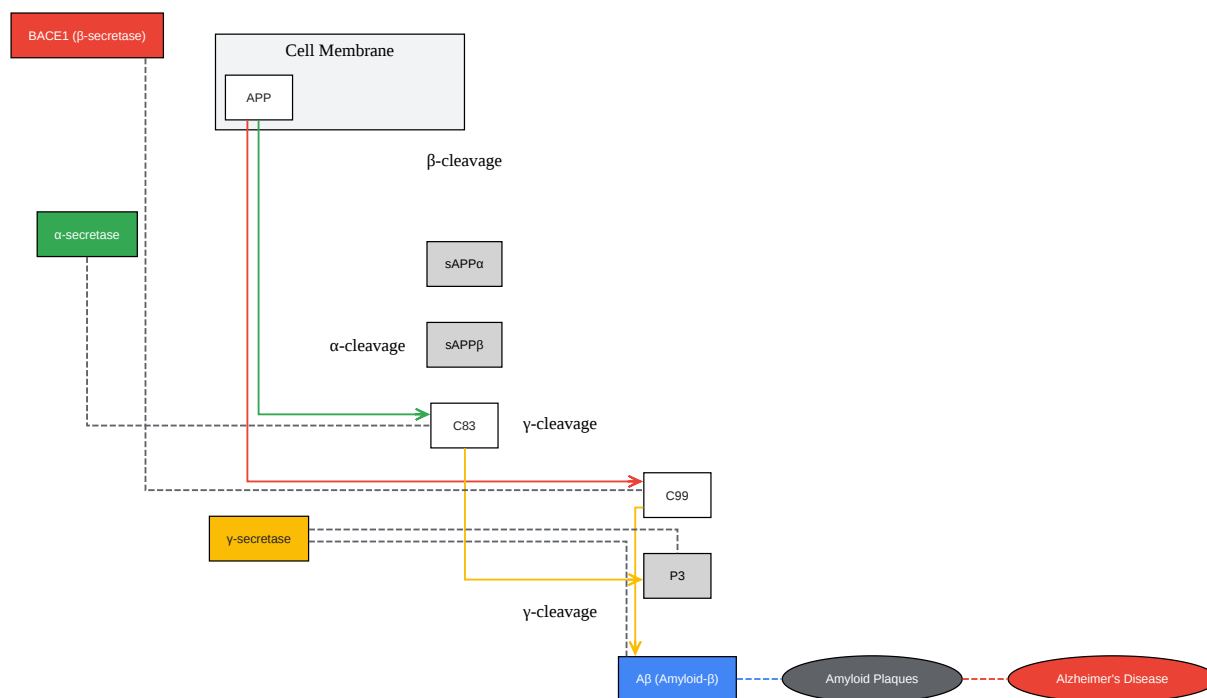 BACE1 (β-secretase)
Cell Membrane
APP
β-cleavage
α-secretase
sAPPα
α-cleavage
sAPPβ
C83
γ-cleavage
C99
γ-secretase
P3
γ-cleavage
Aβ (Amyloid-β)
Amyloid Plaques
Alzheimer's Disease